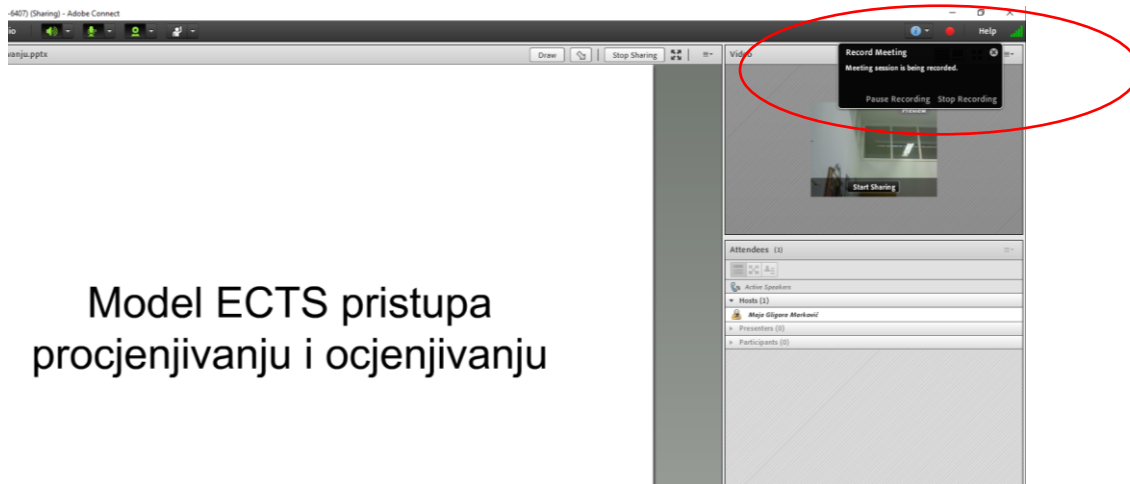 -6407) (Sharing) - Adobe Connect
io
Help
vanju.pptx
Draw
Stop Sharing
Video
Record Meeting
Meeting session is being recorded.
Pause Recording Stop Recording
Start Sharing
Model ECTS pristupa
procjenjivanju i ocjenjivanju
Attendees (1)
Active Speakers
Hosts (1)
Maja Gligora Marković
Presenters (0)
Participants (0)